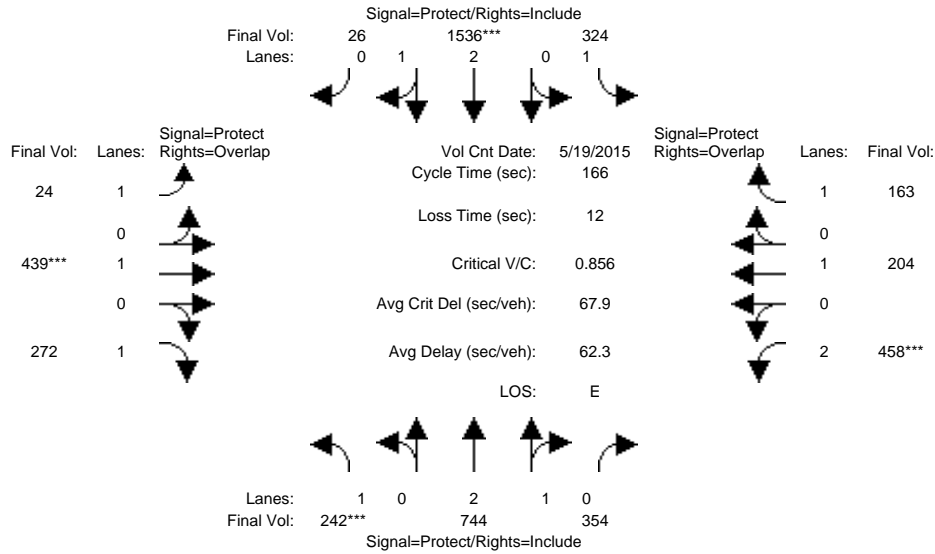 Signal=Protect/Rights=Include
Final Vol: 26 1536*** 324
Lanes: 0 1 2 0 1
Signal=Protect Signal=Protect
Final Vol: Lanes: Rights=Overlap Vol Cnt Date: 5/19/2015 Rights=Overlap Lanes: Final Vol:
Cycle Time (sec): 166
24 1 1 163
Loss Time (sec): 12
0 0
439*** 1 Critical V/C: 0.856 1 204
0 Avg Crit Del (sec/veh): 67.9 0
272 1 Avg Delay (sec/veh): 62.3 2 458***
LOS: E
Lanes: 1 0 2 1 0
Final Vol: 242*** 744 354
Signal=Protect/Rights=Include